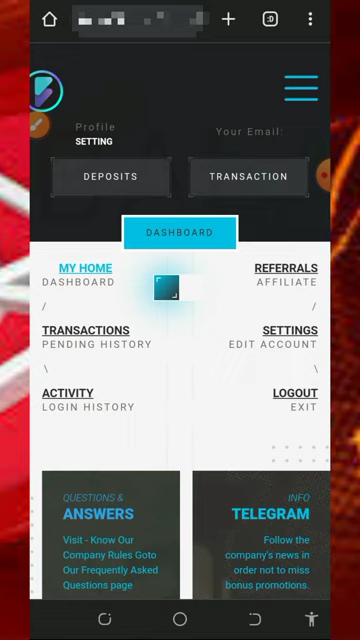 :D
Profile
SETTING
Your Email:
DEPOSITS
TRANSACTION
DASHBOARD
MY HOME
DASHBOARD
REFERRALS
AFFILIATE
/
/
TRANSACTIONS
PENDING HISTORY
SETTINGS
EDIT ACCOUNT
\
\
ACTIVITY
LOGIN HISTORY
LOGOUT
EXIT
QUESTIONS &
ANSWERS
Visit - Know Our
Company Rules Goto
Our Frequently Asked
Questions page
INFO
TELEGRAM
Follow the
company's news in
order not to miss
bonus promotions.